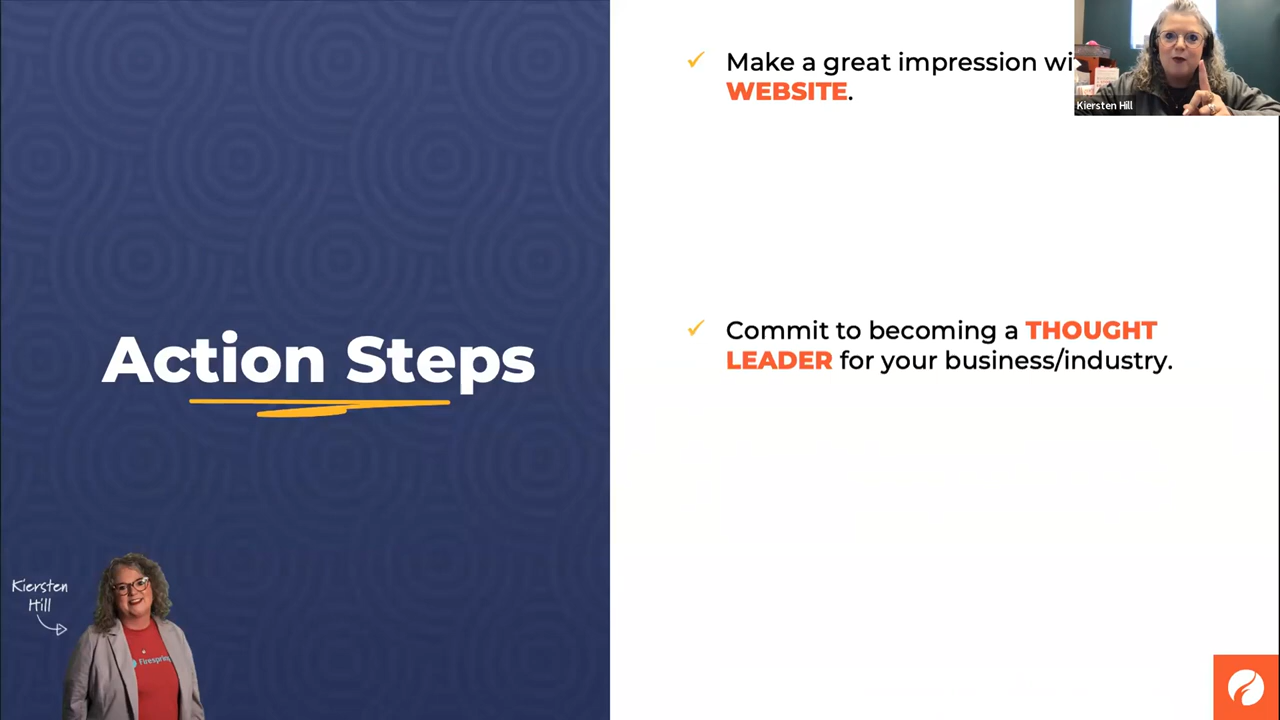 Make a great impression wi
WEBSITE.
Kiersten Hill
Commit to becoming a THOUGHT
LEADER for your business/industry.
Action Steps
Kiersten
Hill
Firespring